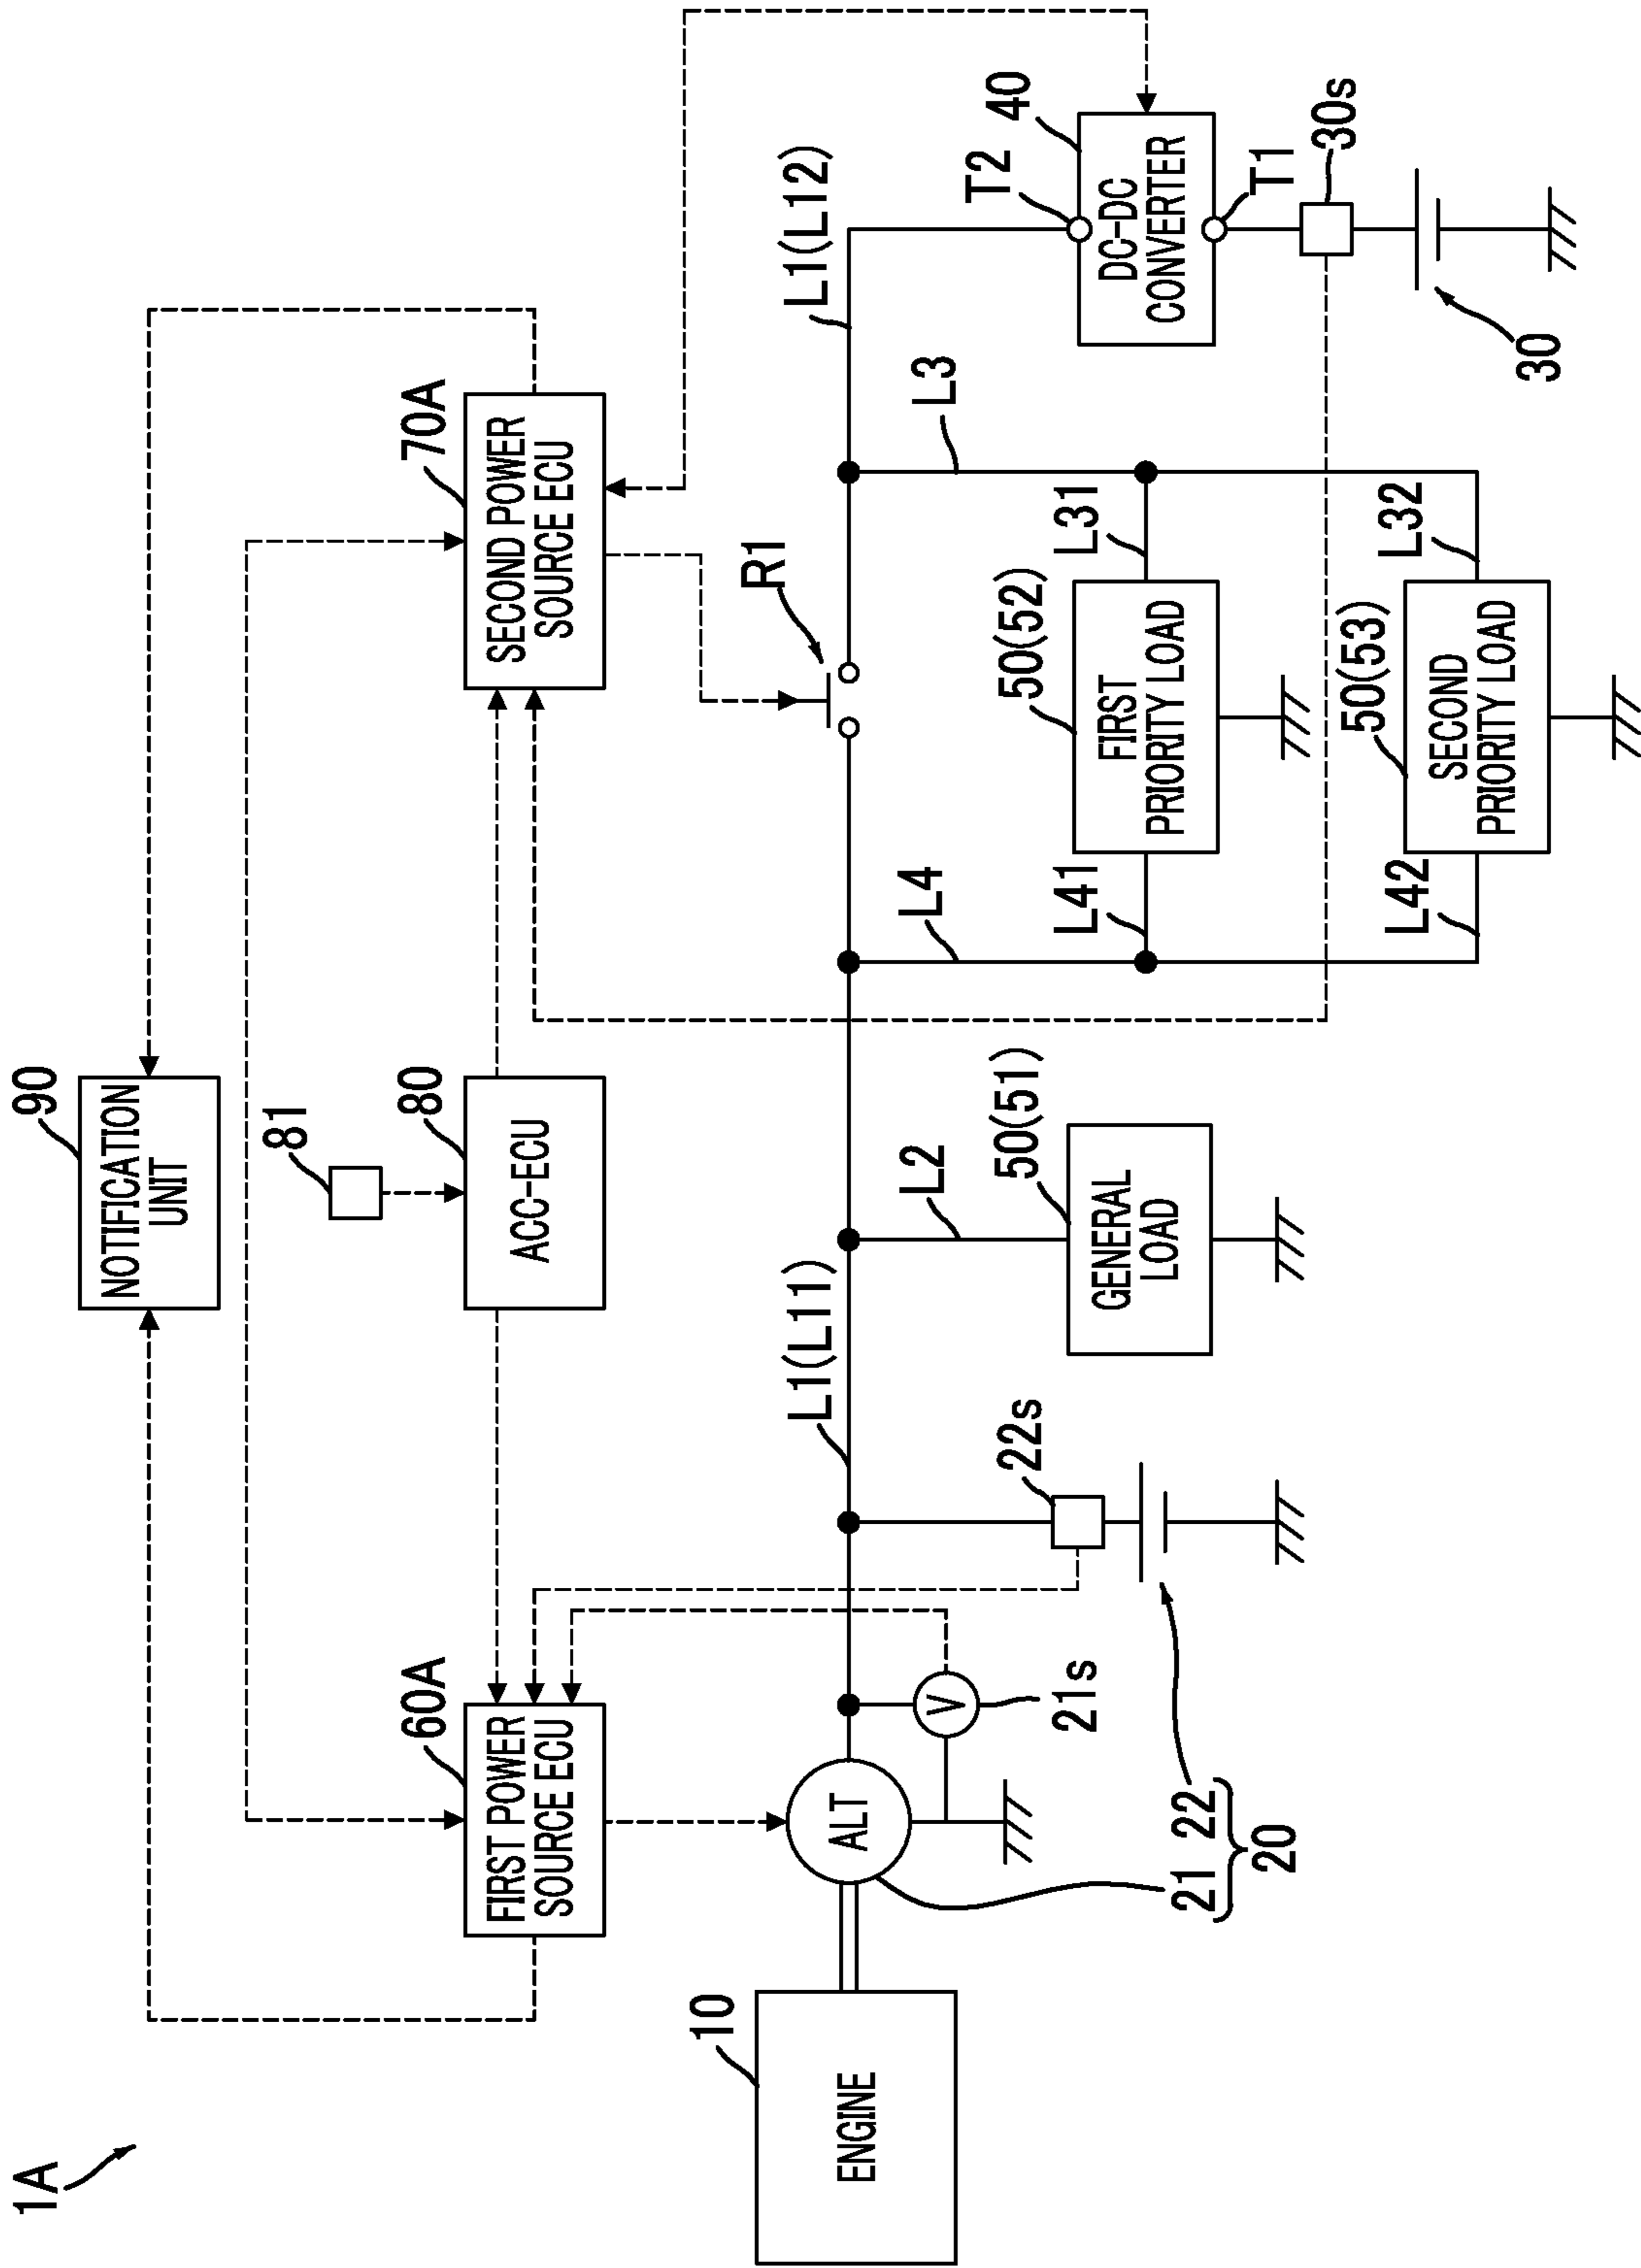 1A
90
NOTIFICATION
UNIT
81
60A
FIRST POWER
SOURCE ECU
80
ACC-ECU
70A
SECOND POWER
SOURCE ECU
10
ENGINE
ALT
V
21s
21 22
20
L1(L11)
22s
L2
50(51)
GENERAL
LOAD
R1
L4
L3
L41
50(52)
FIRST
PRIORITY LOAD
L31
L42
50(53)
SECOND
PRIORITY LOAD
L32
L1(L12)
T2
40
DC-DC
CONVERTER
T1
30s
30